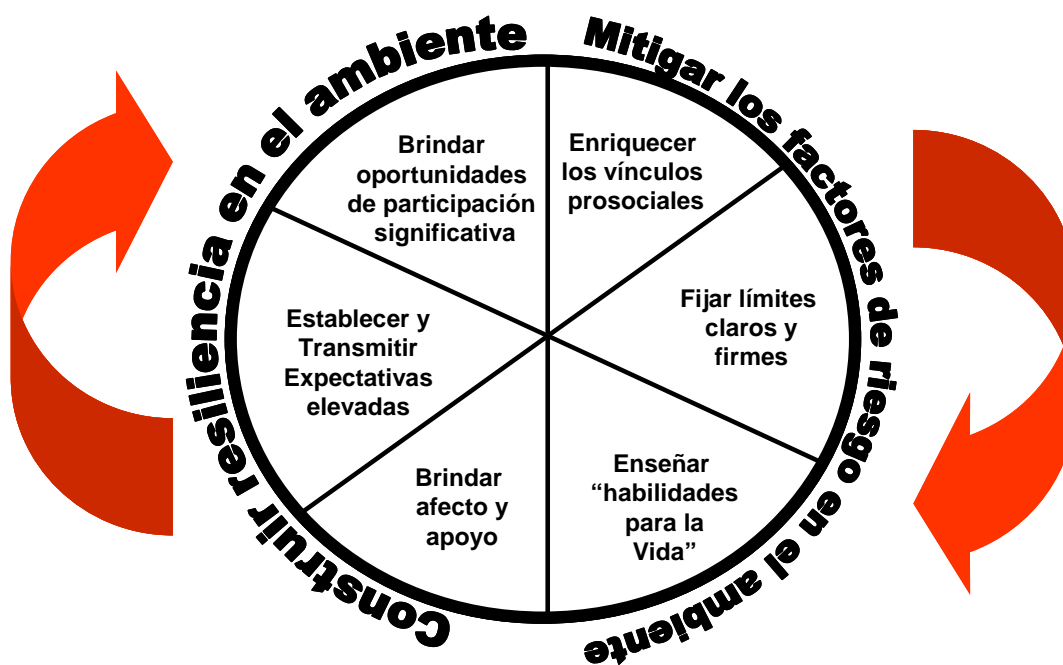 Construir resiliencia en el ambiente
Mitigar los factores de riesgo en el ambiente
Enriquecer
los vínculos
prosociales
Fijar límites
claros y
firmes
Enseñar
“habilidades
para la
Vida”
Brindar
afecto y
apoyo
Establecer y
Transmitir
Expectativas
elevadas
Brindar
oportunidades
de participación
significativa